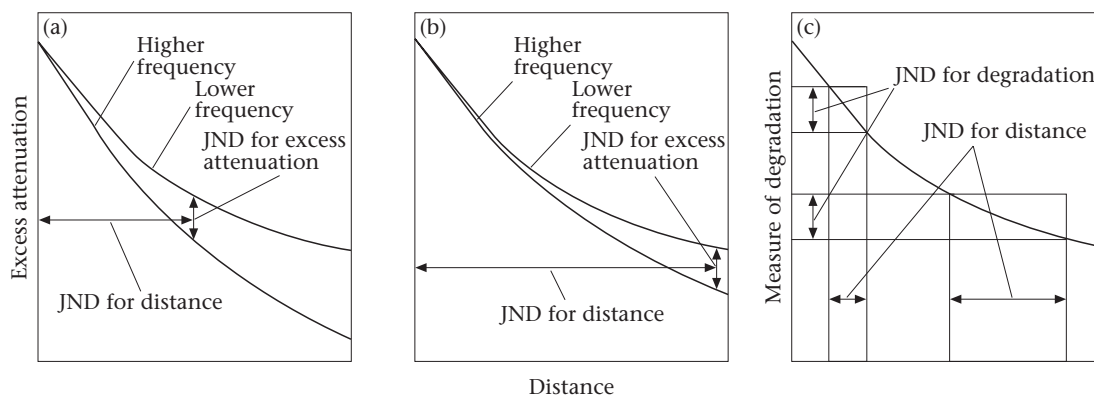 (a)
Higher
frequency
Lower
frequency
JND for excess
attenuation
JND for distance
Excess attenuation
(b)
Higher
frequency
Lower
frequency
JND for excess
attenuation
JND for distance
Distance
(c)
JND for degradation
JND for distance
Measure of degradation